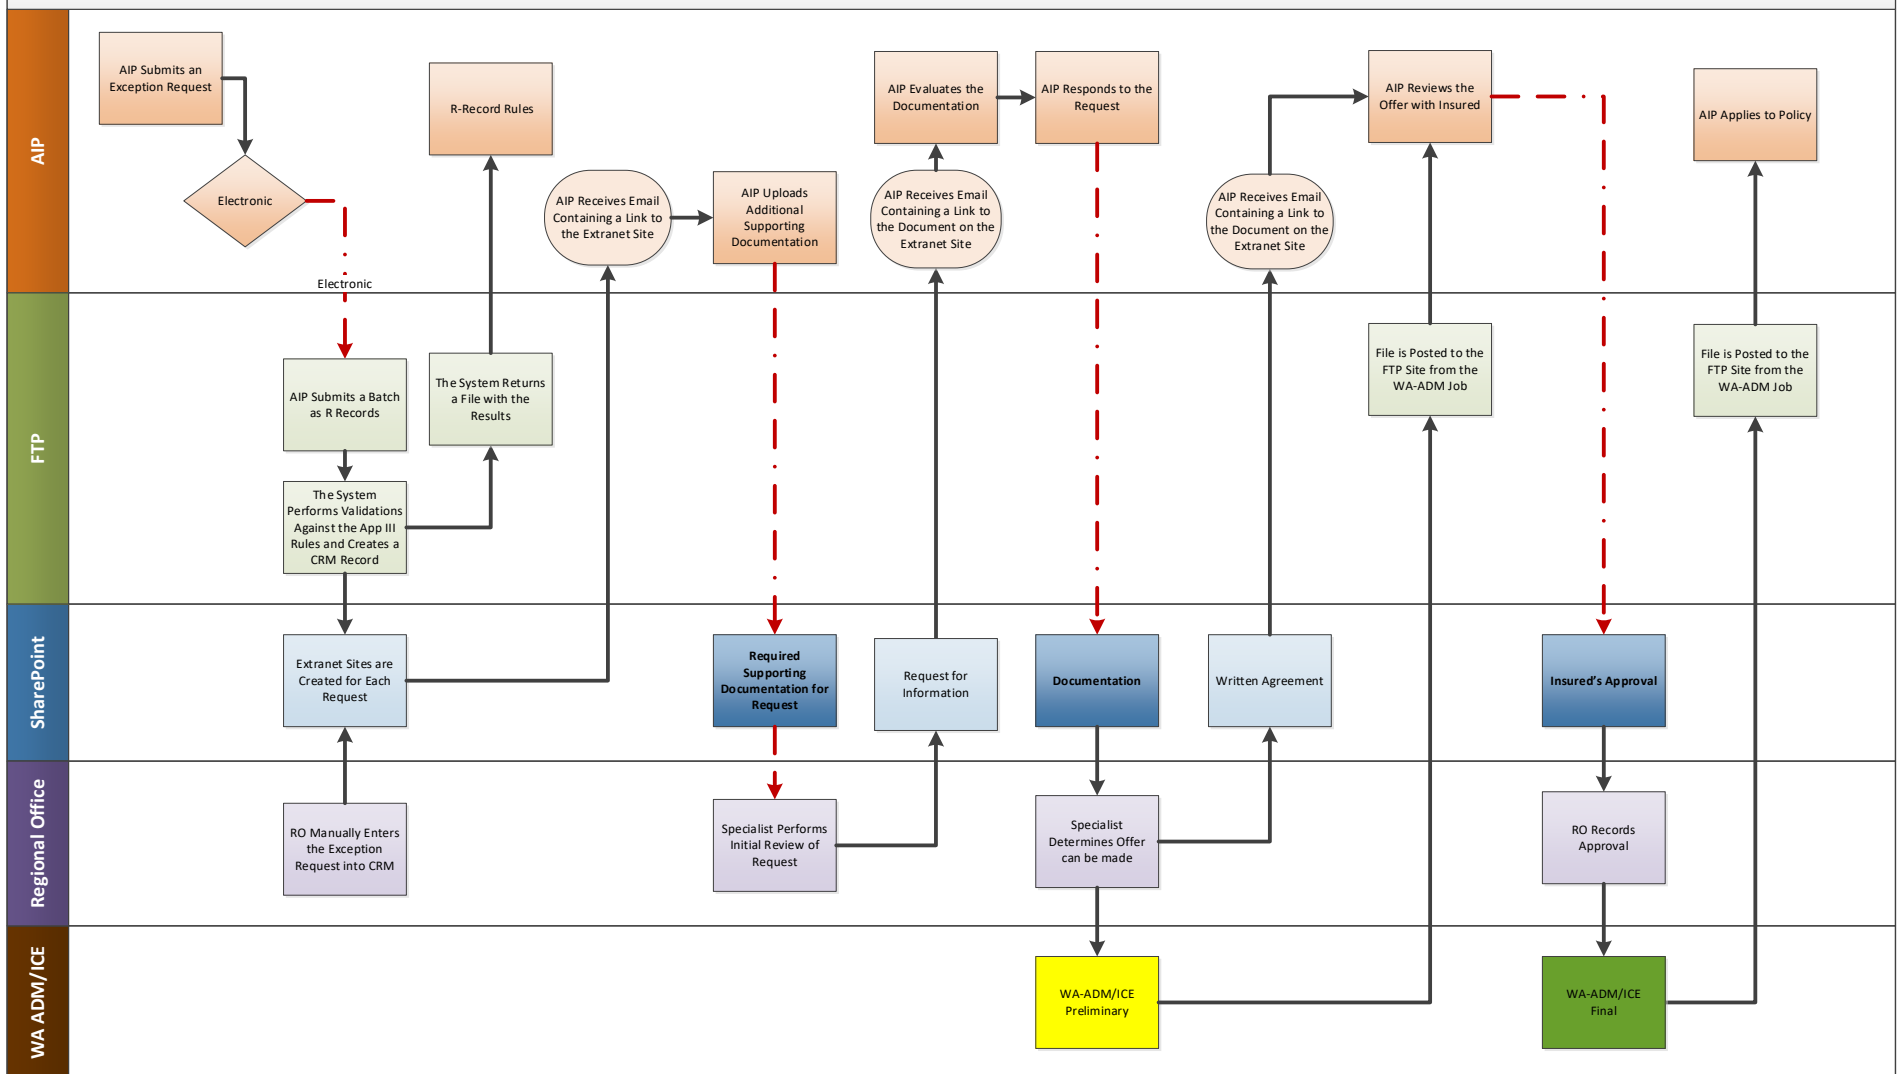 AIP
AIP Submits an
Exception Request
Electronic
Electronic
R-Record Rules
AIP Receives Email
Containing a Link to
the Extranet Site
AIP Uploads
Additional
Supporting
Documentation
AIP Evaluates the
Documentation
AIP Receives Email
Containing a Link to
the Document on the
Extranet Site
AIP Responds to the
Request
AIP Receives Email
Containing a Link to
the Document on the
Extranet Site
AIP Reviews the
Offer with Insured
AIP Applies to Policy
FTP
AIP Submits a Batch
as R Records
The System
Performs Validations
Against the App III
Rules and Creates a
CRM Record
The System Returns
a File with the
Results
File is Posted to the
FTP Site from the
WA-ADM Job
File is Posted to the
FTP Site from the
WA-ADM Job
SharePoint
Extranet Sites are
Created for Each
Request
Required
Supporting
Documentation for
Request
Request for
Information
Documentation
Written Agreement
Insured's Approval
Regional Office
RO Manually Enters
the Exception
Request into CRM
Specialist Performs
Initial Review of
Request
Specialist
Determines Offer
can be made
RO Records
Approval
WA ADM/ICE
WA-ADM/ICE
Preliminary
WA-ADM/ICE
Final